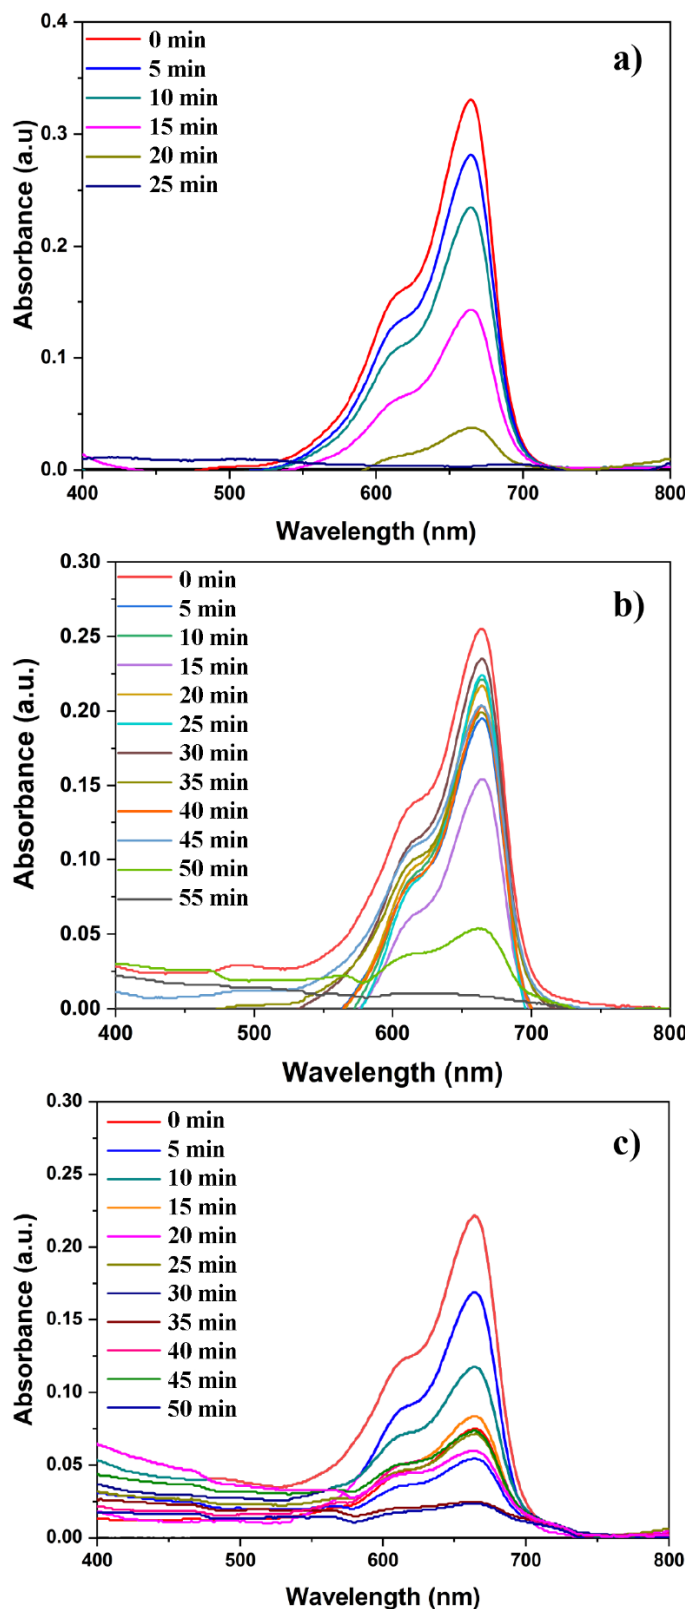 a)
0 min
5 min
10 min
15 min
20 min
25 min
0.4
0.3
0.2
0.1
0.0
Absorbance (a.u)
400 500 600 700 800
Wavelength (nm)
b)
0 min
5 min
10 min
15 min
20 min
25 min
30 min
35 min
40 min
45 min
50 min
55 min
0.30
0.25
0.20
0.15
0.10
0.05
0.00
Absorbance (a.u.)
400 500 600 700 800
Wavelength (nm)
c)
0 min
5 min
10 min
15 min
20 min
25 min
30 min
35 min
40 min
45 min
50 min
0.30
0.25
0.20
0.15
0.10
0.05
0.00
Absorbance (a.u.)
400 500 600 700 800
Wavelength (nm)